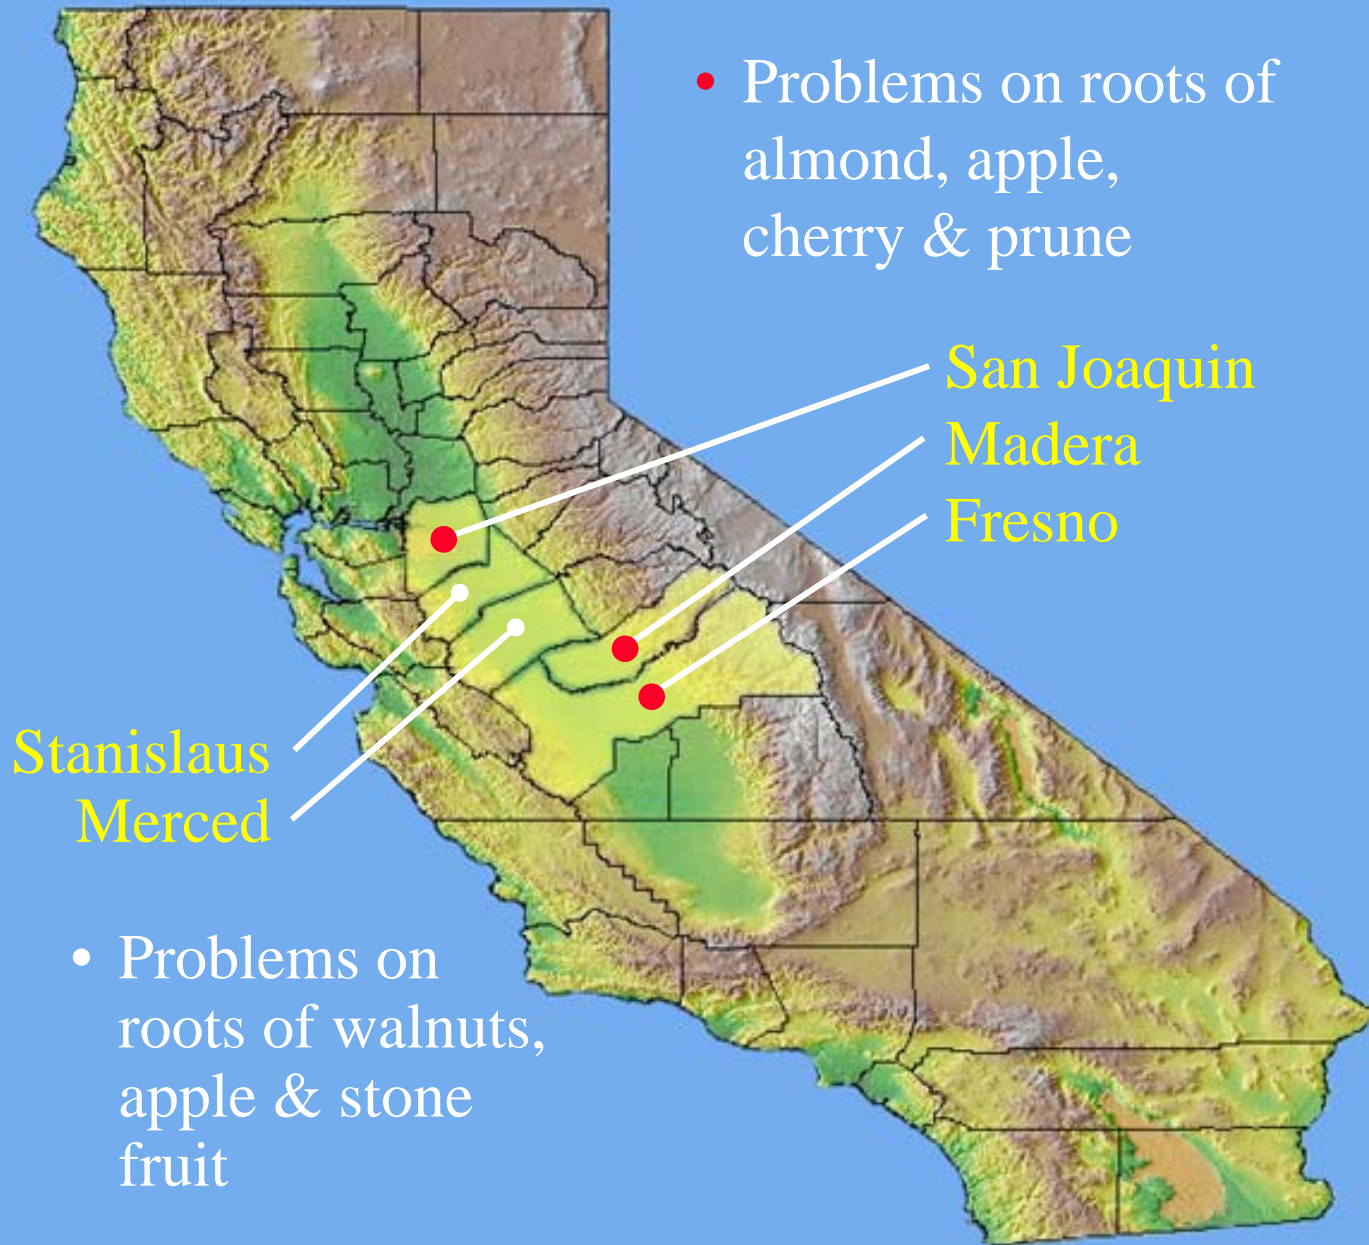 • Problems on roots of
almond, apple,
cherry & prune
San Joaquin
Madera
Fresno
Stanislaus
Merced
• Problems on
roots of walnuts,
apple & stone
fruit